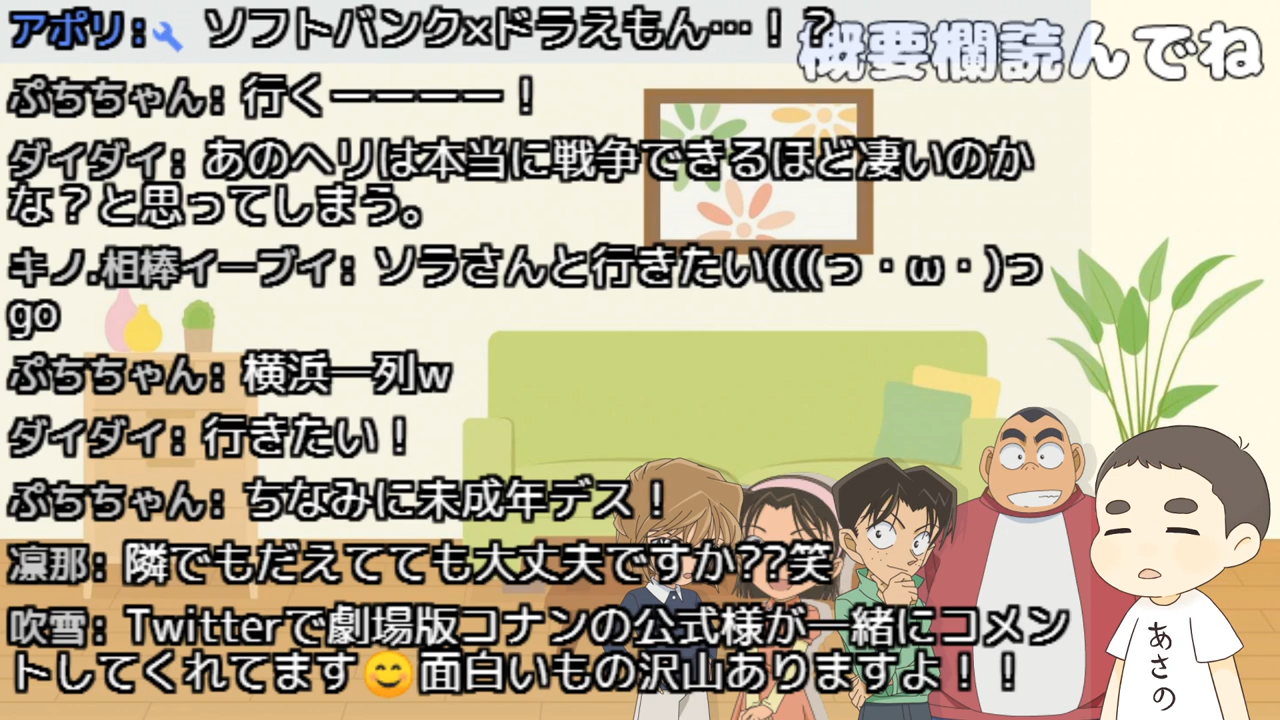 アポリ:🔧 ソフトバンク×ドラえもん…！？
概要欄読んでね
ぷちちゃん: 行くーーーー！
ダイダイ: あのヘリは本当に戦争できるほど凄いのか
な？と思ってしまう。
キノ.相棒イーブイ: ソラさんと行きたい((((っ・ω・)っ
go
ぷちちゃん: 横浜一列w
ダイダイ: 行きたい！
ぷちちゃん: ちなみに未成年デス！
凛那: 隣でもだえてても大丈夫ですか??笑
吹雪: Twitterで劇場版コナンの公式様が一緒にコメン
トしてくれてます😊面白いもの沢山ありますよ！！
あさの